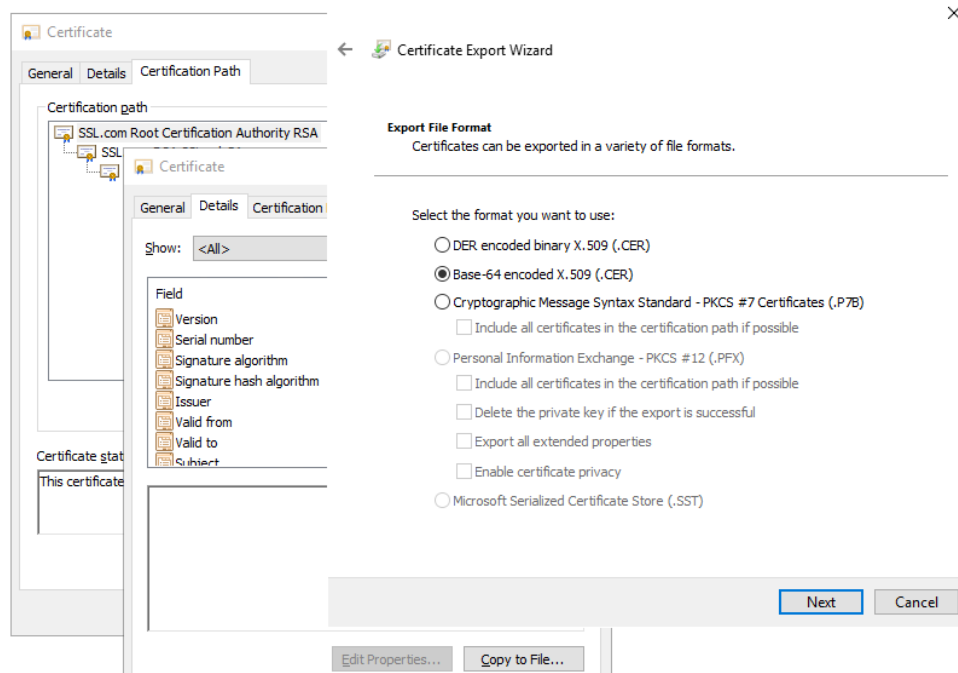 Certificate
General Details Certification Path
Certification path
SSL.com Root Certification Authority RSA
SSL
Certificate stat
This certificate
Certificate
General Details Certification
Show: <All>
Field
Version
Serial number
Signature algorithm
Signature hash algorithm
Issuer
Valid from
Valid to
Subject
Edit Properties... Copy to File...
Certificate Export Wizard
Export File Format
Certificates can be exported in a variety of file formats.
Select the format you want to use:
DER encoded binary X.509 (.CER)
Base-64 encoded X.509 (.CER)
Cryptographic Message Syntax Standard - PKCS #7 Certificates (.P7B)
Include all certificates in the certification path if possible
Personal Information Exchange - PKCS #12 (.PFX)
Include all certificates in the certification path if possible
Delete the private key if the export is successful
Export all extended properties
Enable certificate privacy
Microsoft Serialized Certificate Store (.SST)
Next Cancel